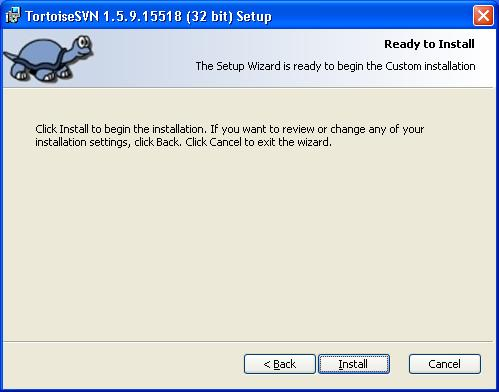 TortoiseSVN 1.5.9.15518 (32 bit) Setup
Ready to Install
The Setup Wizard is ready to begin the Custom installation
Click Install to begin the installation. If you want to review or change any of your
installation settings, click Back. Click Cancel to exit the wizard.
< Back Install Cancel